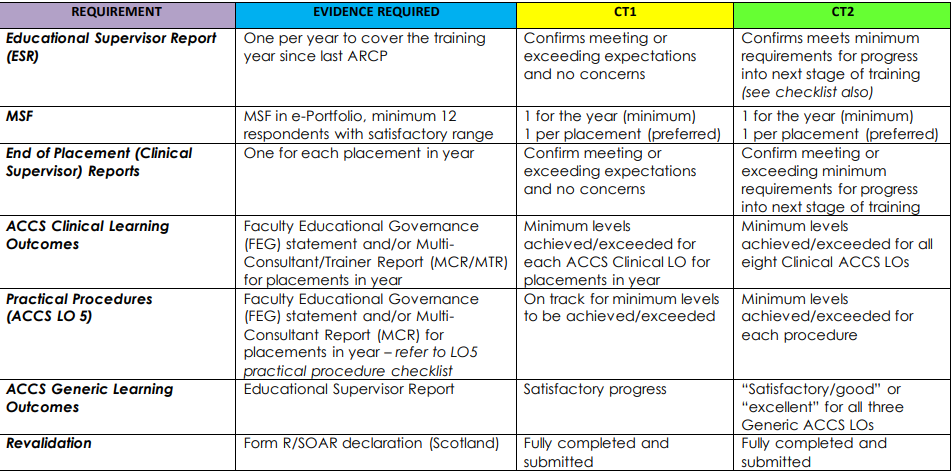 REQUIREMENT EVIDENCE REQUIRED CT1 CT2
Educational Supervisor Report
(ESR)
One per year to cover the training
year since last ARCP
Confirms meeting or
exceeding expectations
and no concerns
Confirms meets minimum
requirements for progress
into next stage of training
(see checklist also)
MSF
MSF in e-Portfolio, minimum 12
respondents with satisfactory range
1 for the year (minimum)
1 per placement (preferred)
1 for the year (minimum)
1 per placement (preferred)
End of Placement (Clinical
Supervisor) Reports
One for each placement in year
Confirm meeting or
exceeding expectations
and no concerns
Confirm meeting or
exceeding minimum
requirements for progress
into next stage of training
ACCS Clinical Learning
Outcomes
Faculty Educational Governance
(FEG) statement and/or Multi-
Consultant/Trainer Report (MCR/MTR)
for placements in year
Minimum levels
achieved/exceeded for
each ACCS Clinical LO for
placements in year
Minimum levels
achieved/exceeded for all
eight Clinical ACCS LOs
Practical Procedures
(ACCS LO 5)
Faculty Educational Governance
(FEG) statement and/or Multi-
Consultant Report (MCR) for
placements in year – refer to LO5
practical procedure checklist
On track for minimum levels
to be achieved/exceeded
Minimum levels
achieved/exceeded for
each procedure
ACCS Generic Learning
Outcomes
Educational Supervisor Report
Satisfactory progress
“Satisfactory/good” or
“excellent” for all three
Generic ACCS LOs
Revalidation
Form R/SOAR declaration (Scotland)
Fully completed and
submitted
Fully completed and
submitted